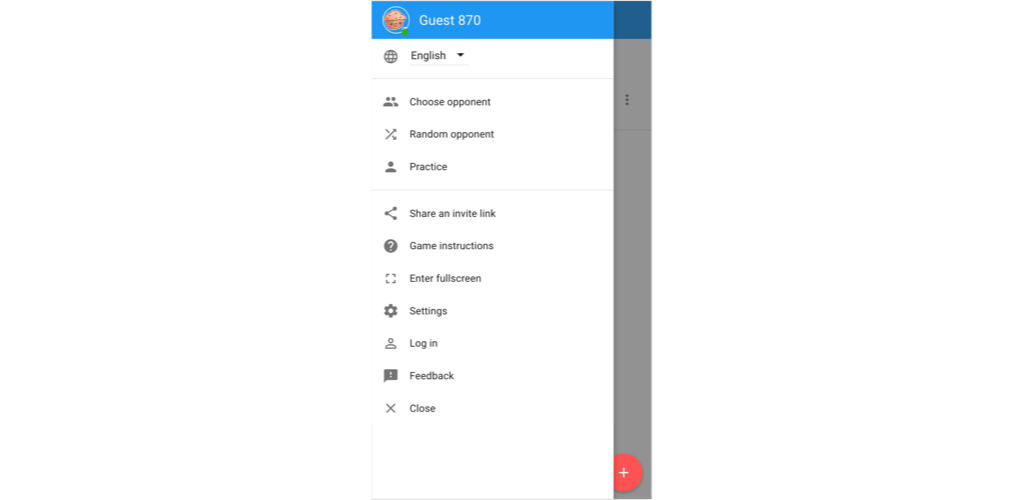 Guest 870
English
Choose opponent
Random opponent
Practice
Share an invite link
Game instructions
Enter fullscreen
Settings
Log in
Feedback
Close